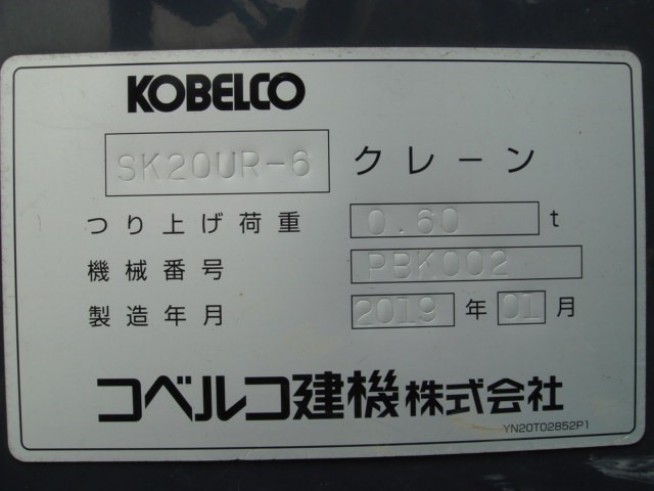 KOBELCO
SK20UR-6 クレーン
つり上げ荷重 0.60 t
機械番号 PBK002
製造年月 2019 年 01 月
コベルコ建機株式会社
YN20T02852P1